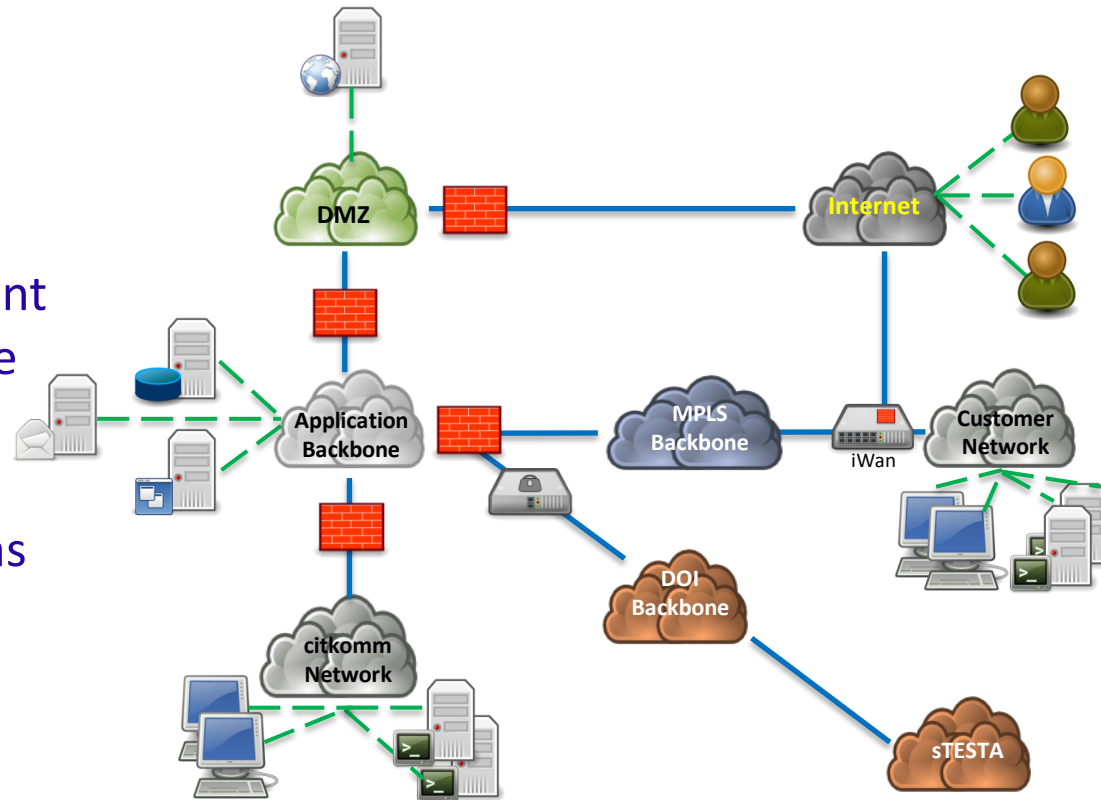 DMZ
Internet
nt
e
Application
Backbone
MPLS
Backbone
iWan
Customer
Network
ns
DOI
Backbone
citkomm
Network
sTESTA
>_
>_
>_
>_